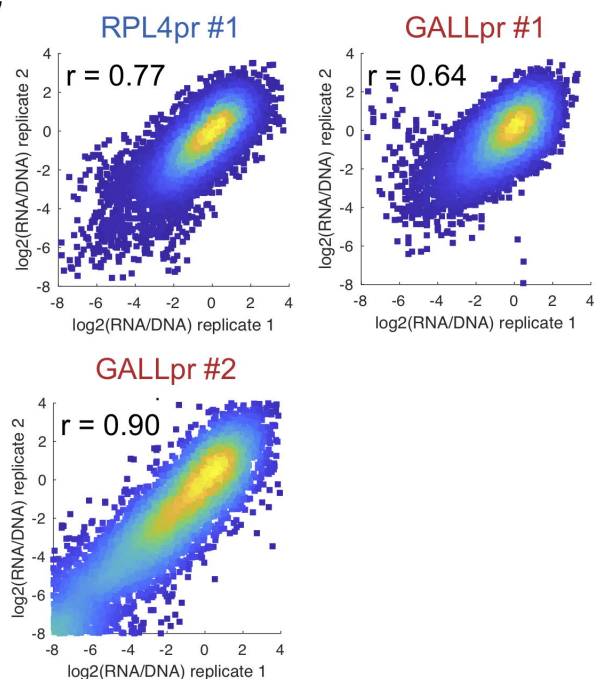 RPL4pr #1
r = 0.77
log2(RNA/DNA) replicate 2
4
2
0
-2
-4
-6
-8
-8 -6 -4 -2 0 2 4
log2(RNA/DNA) replicate 1
GALLpr #1
r = 0.64
log2(RNA/DNA) replicate 2
4
2
0
-2
-4
-6
-8
-8 -6 -4 -2 0 2 4
log2(RNA/DNA) replicate 1
GALLpr #2
r = 0.90
log2(RNA/DNA) replicate 2
4
2
0
-2
-4
-6
-8
-8 -6 -4 -2 0 2 4
log2(RNA/DNA) replicate 1